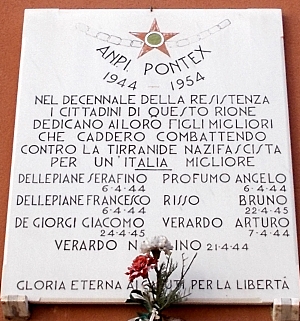 ANPI. PONTEX
1944 - 1954
NEL DECENNALE DELLA RESISTENZA
I CITTADINI DI QUESTO RIONE
DEDICANO AI LORO FIGLI MIGLIORI
CHE CADDERO COMBATTENDO
CONTRO LA TIRRANIDE NAZIFASCISTA
PER UN'ITALIA MIGLIORE
DELLEPIANE SERAFINO PROFUMO ANGELO
6-4-44 6-4-44
DELLEPIANE FRANCESCO RISSO BRUNO
6-4-44 22-4-45
DE GIORGI GIACOMO VERARDO ARTURO
24-4-45 7-4-44
VERARDO 21-4-44
GLORIA ETERNA AI CADUTI PER LA LIBERTÀ